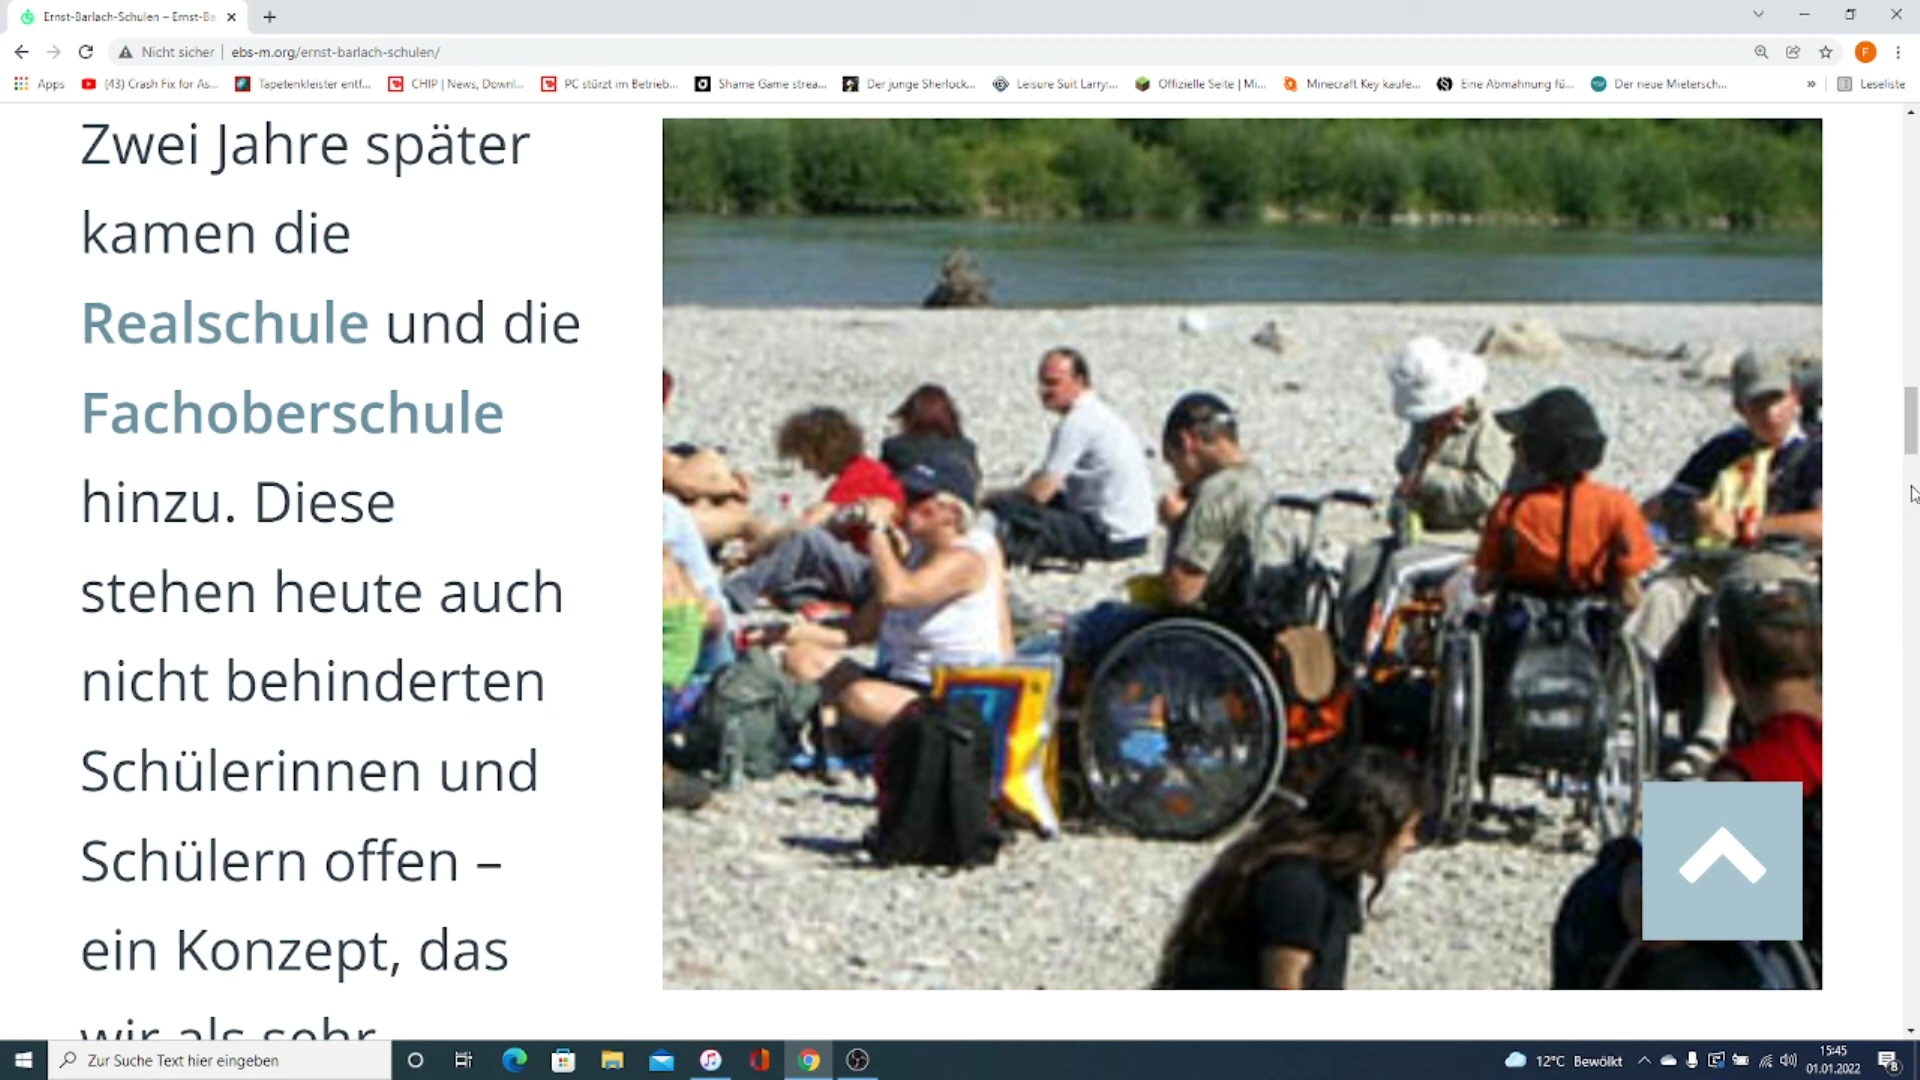 Ernst-Barlach-Schulen – Ernst-Ba
Nicht sicher | ebs-m.org/ernst-barlach-schulen/
Apps (43) Crash Fix for As... Tapetenkleister entf... CHIP | News, Downl... PC stürzt im Betrieb... Shame Game strea... Der junge Sherlock... Leisure Suit Larry:... Offizielle Seite | Mi... Minecraft Key kaufe... Eine Abmahnung fü... Der neue Mietersch... » Leseliste
Zwei Jahre später
kamen die
Realschule und die
Fachoberschule
hinzu. Diese
stehen heute auch
nicht behinderten
Schülerinnen und
Schülern offen –
ein Konzept, das
wir als sehr
Zur Suche Text hier eingeben
12°C Bewölkt
15:45
01.01.2022
8